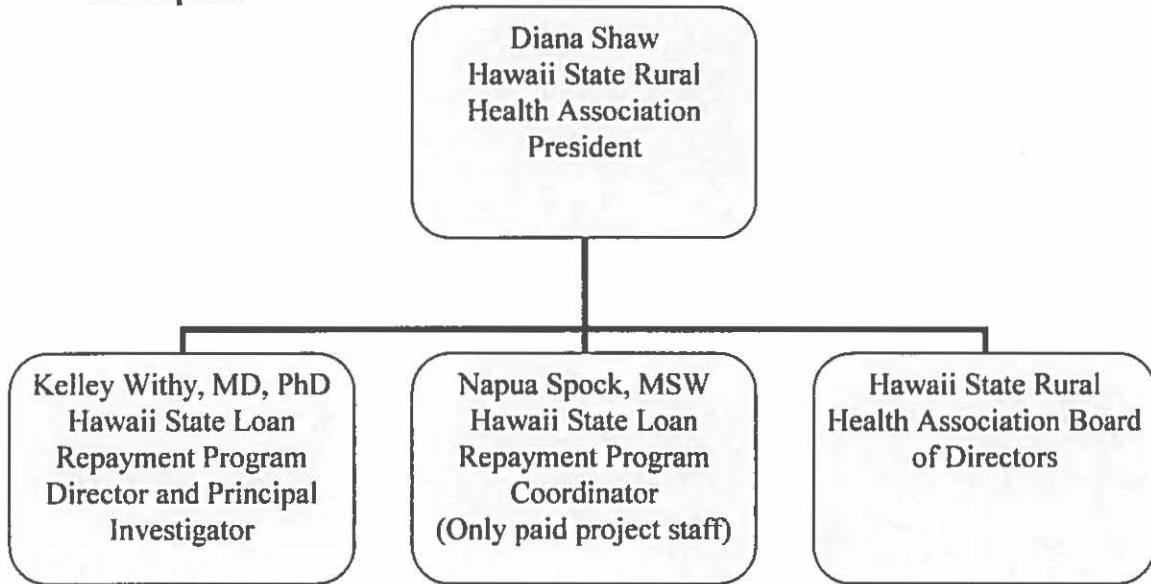 Diana Shaw
Hawaii State Rural
Health Association
President
Kelley Withy, MD, PhD
Hawaii State Loan
Repayment Program
Director and Principal
Investigator
Napua Spock, MSW
Hawaii State Loan
Repayment Program
Coordinator
(Only paid project staff)
Hawaii State Rural
Health Association Board
of Directors